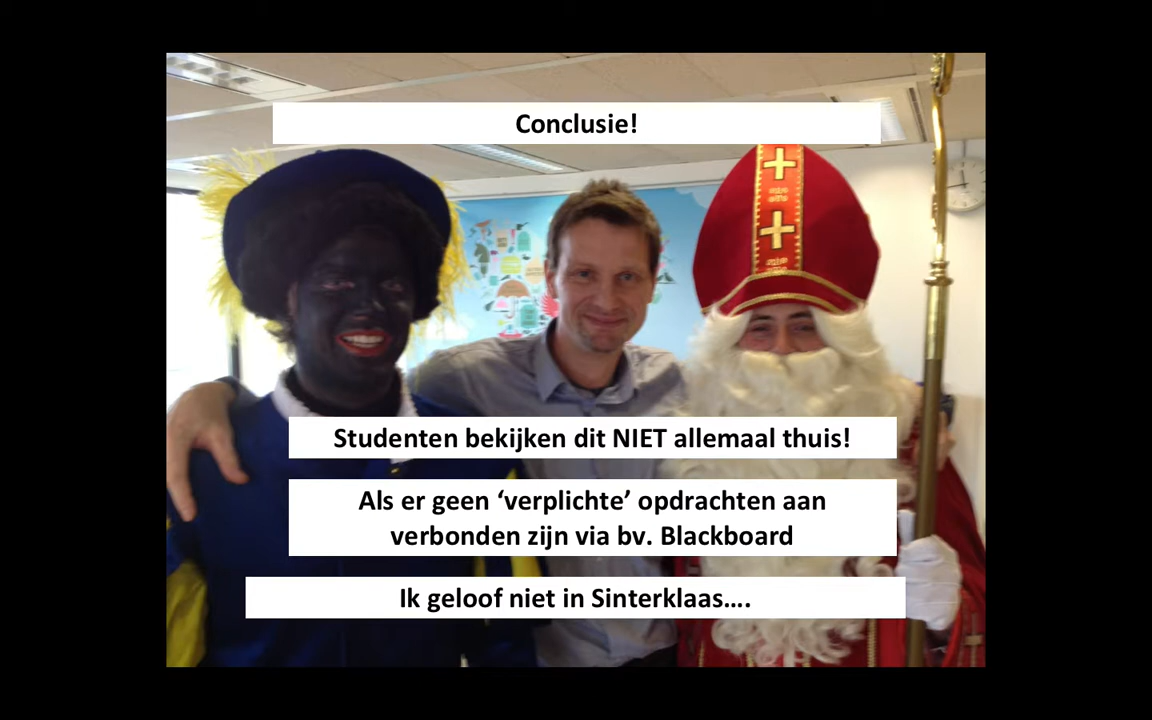 Conclusie!
Studenten bekijken dit NIET allemaal thuis!
Als er geen ‘verplichte’ opdrachten aan
verbonden zijn via bv. Blackboard
Ik geloof niet in Sinterklaas….